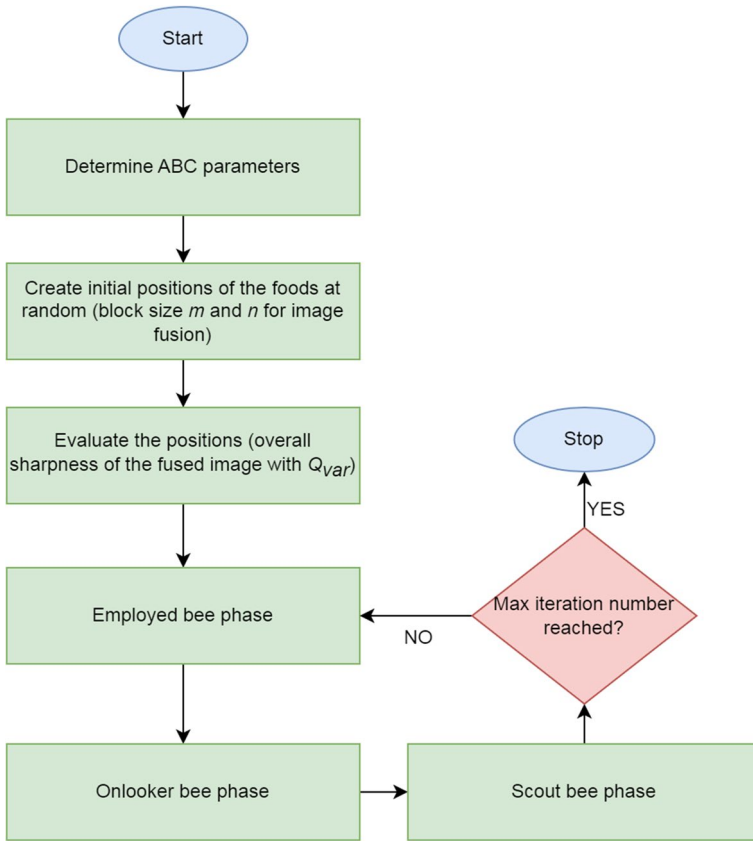 Start
Determine ABC parameters
Create initial positions of the foods at
random (block size m and n for image
fusion)
Evaluate the positions (overall
sharpness of the fused image with Qvar)
Stop
YES
Employed bee phase
Max iteration number
reached?
NO
Onlooker bee phase
Scout bee phase